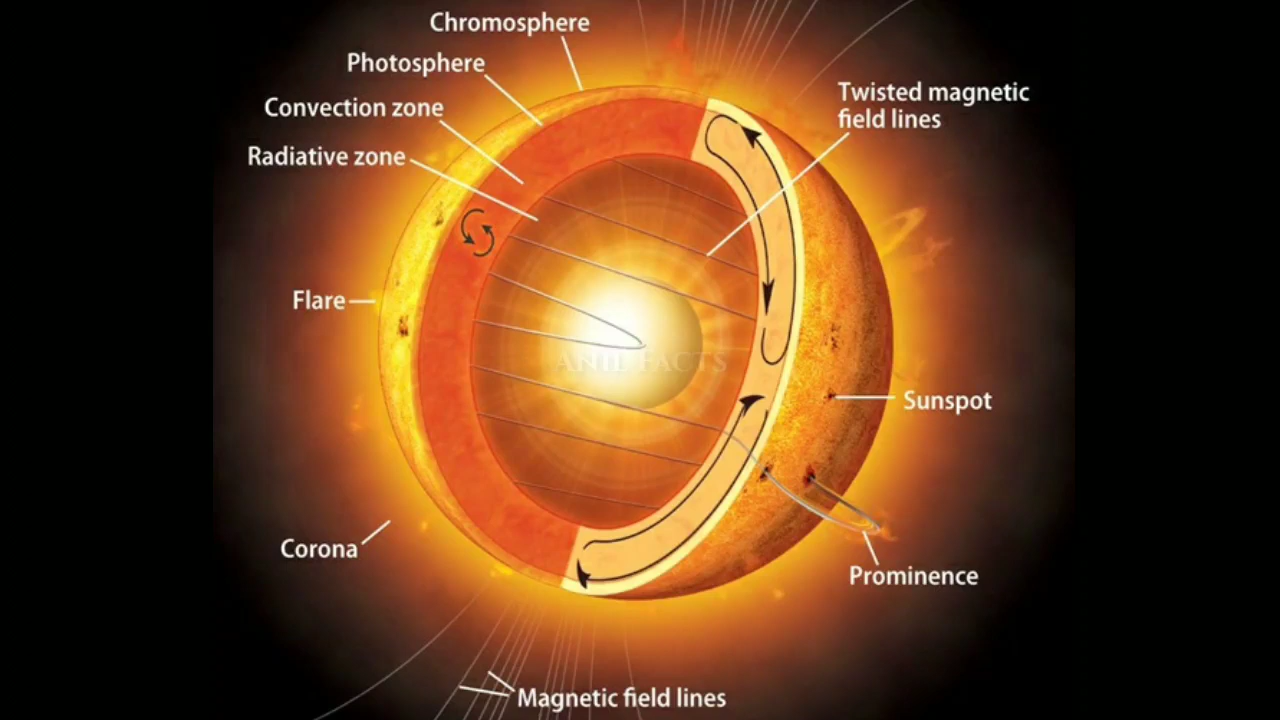 Chromosphere
Photosphere
Convection zone
Radiative zone
Twisted magnetic
field lines
Flare
ANIL FACTS
Sunspot
Corona
Prominence
Magnetic field lines